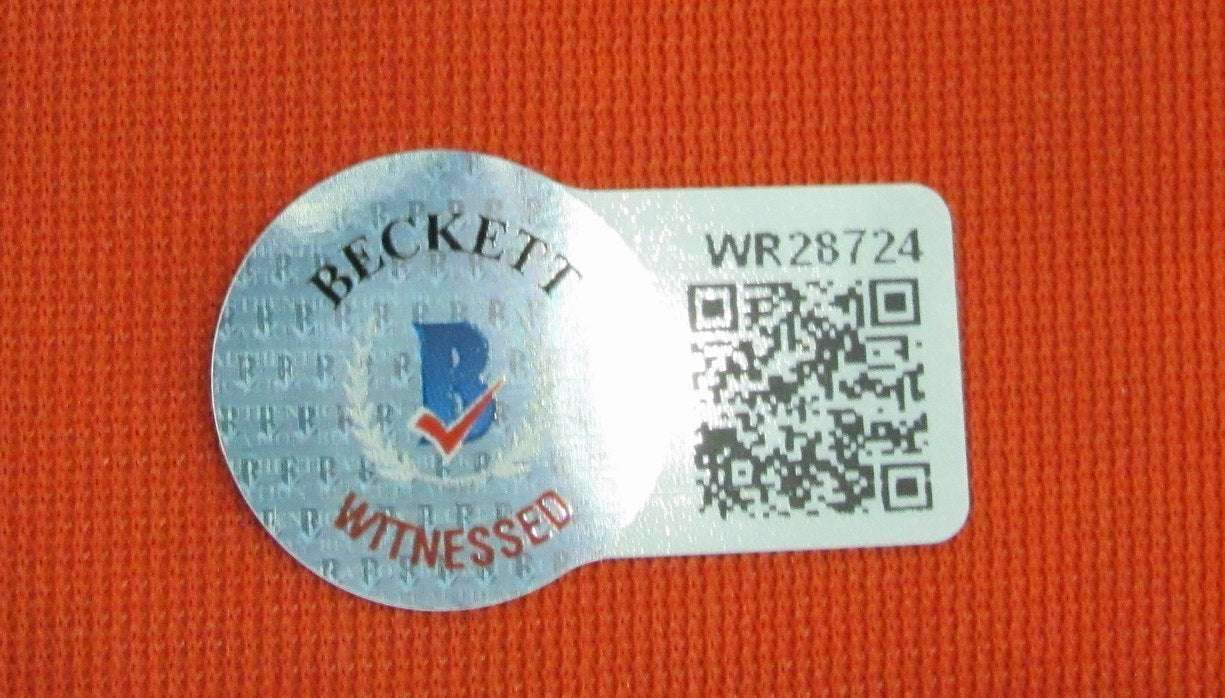 BECKETT
B
WITNESSED
WR28724